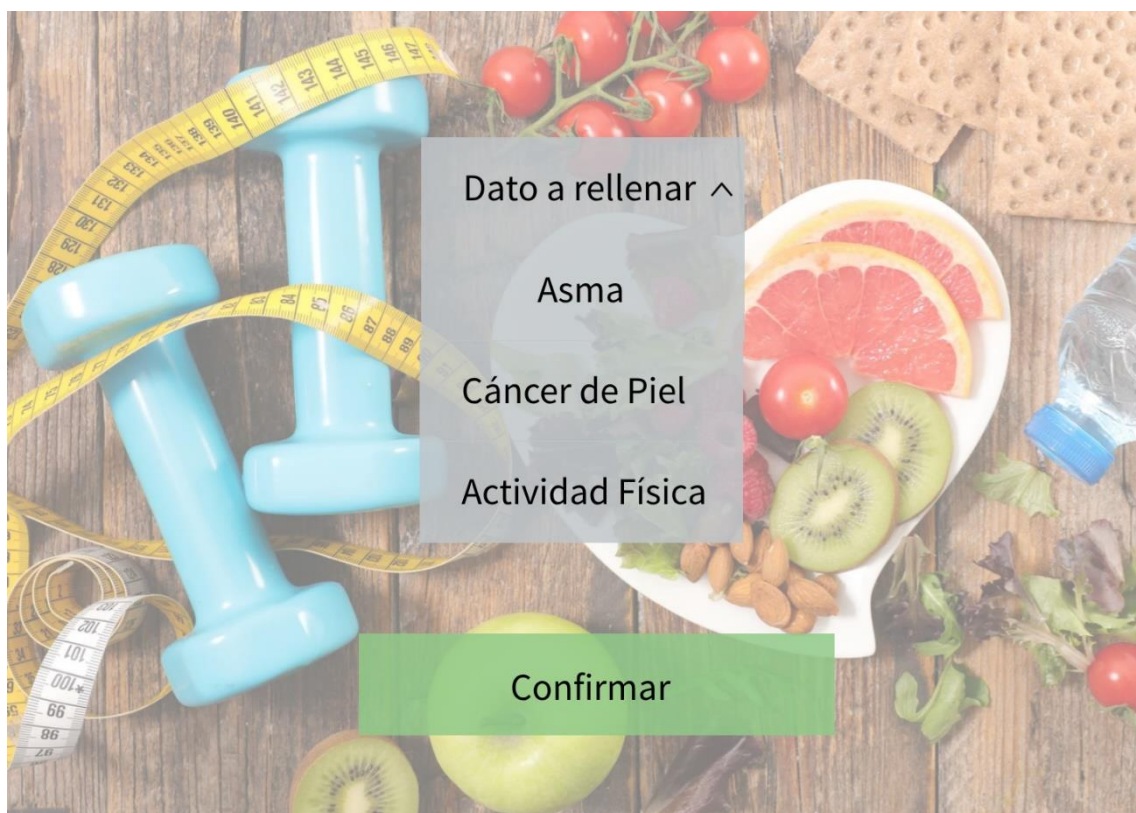 Dato a rellenar
Asma
Cáncer de Piel
Actividad Física
Confirmar